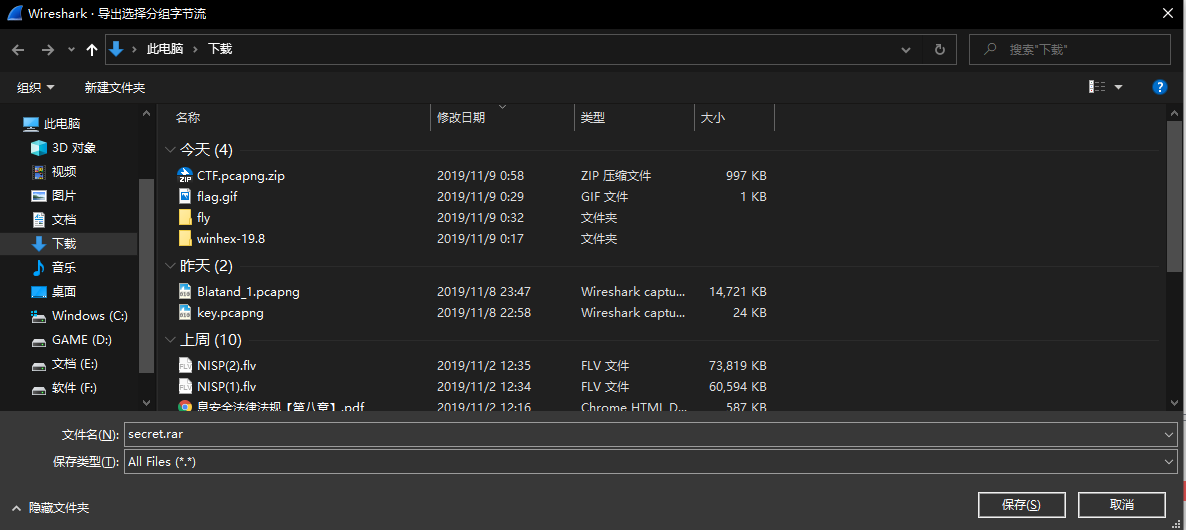 Wireshark · 导出选择分组字节流
此电脑 › 下载
搜索"下载"
组织 新建文件夹
此电脑
3D 对象
视频
图片
文档
下载
音乐
桌面
Windows (C:)
GAME (D:)
文档 (E:)
软件 (F:)
名称 修改日期 类型 大小
今天 (4)
ZIP CTF.pcapng.zip 2019/11/9 0:58 ZIP 压缩文件 997 KB
flag.gif 2019/11/9 0:29 GIF 文件 1 KB
fly 2019/11/9 0:32 文件夹
winhex-19.8 2019/11/9 0:17 文件夹
昨天 (2)
Blatand_1.pcapng 2019/11/8 23:47 Wireshark captu... 14,721 KB
key.pcapng 2019/11/8 22:58 Wireshark captu... 24 KB
上周 (10)
FLV NISP(2).flv 2019/11/2 12:35 FLV 文件 73,819 KB
FLV NISP(1).flv 2019/11/2 12:34 FLV 文件 60,594 KB
息安全法律法规【第八章】.pdf 2019/11/2 12:16 Chrome HTML D... 587 KB
文件名(N): secret.rar
保存类型(T): All Files (*.*)
隐藏文件夹 保存(S) 取消